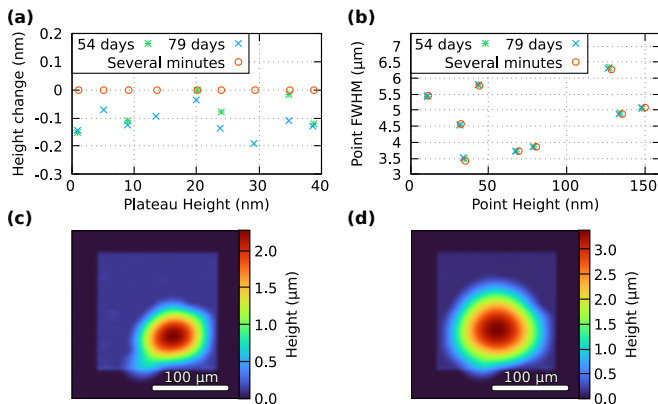 (a)
54 days
79 days
Several minutes
Height change (nm)
0.2
0.1
0
-0.1
-0.2
-0.3
0
10
20
30
40
Plateau Height (nm)
(b)
54 days
79 days
Several minutes
Point FWHM (μm)
7
6.5
6
5.5
5
4.5
4
3.5
3
0
50
100
150
Point Height (nm)
(c)
100 μm
2.0
1.5
1.0
0.5
0.0
Height (μm)
(d)
100 μm
3.0
2.5
2.0
1.5
1.0
0.5
0.0
Height (μm)